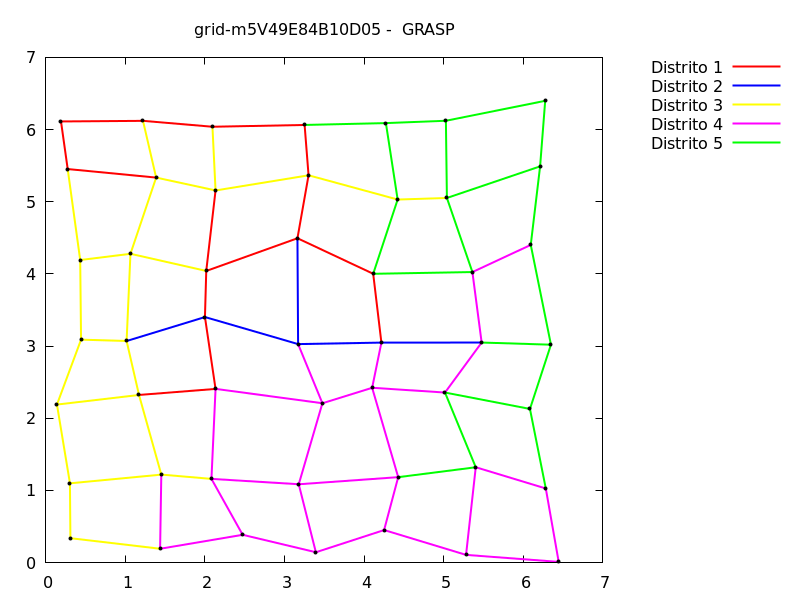 grid-m5V49E84B10D05 -  GRASP
Distrito 1
Distrito 2
Distrito 3
Distrito 4
Distrito 5
7
6
5
4
3
2
1
0
0 1 2 3 4 5 6 7